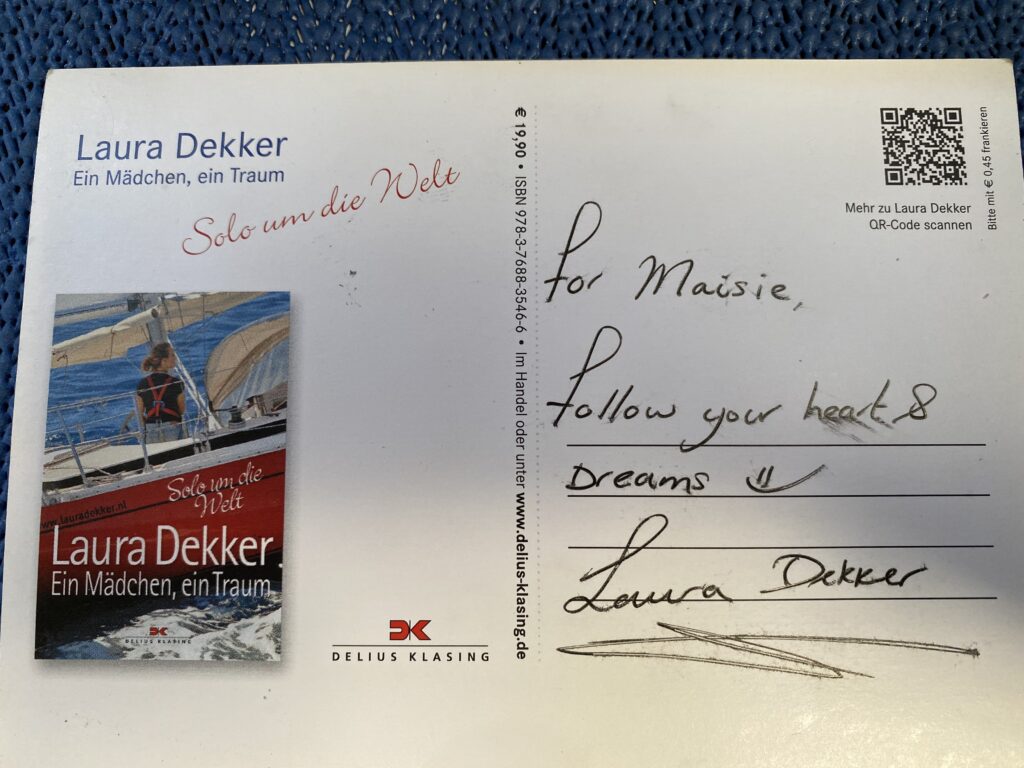 Laura Dekker
Ein Mädchen, ein Traum
Solo um die Welt
www.lauradekker.nl
Solo um die
Welt
Laura Dekker
Ein Mädchen, ein Traum
DELIUS KLASING
DK
DELIUS KLASING
€ 19,90 • ISBN 978-3-7688-3546-6 • Im Handel oder unter www.delius-klasing.de
Bitte mit € 0,45 frankieren
Mehr zu Laura Dekker
QR-Code scannen
For Maisie,
Follow your heart &
Dreams
Laura Dekker